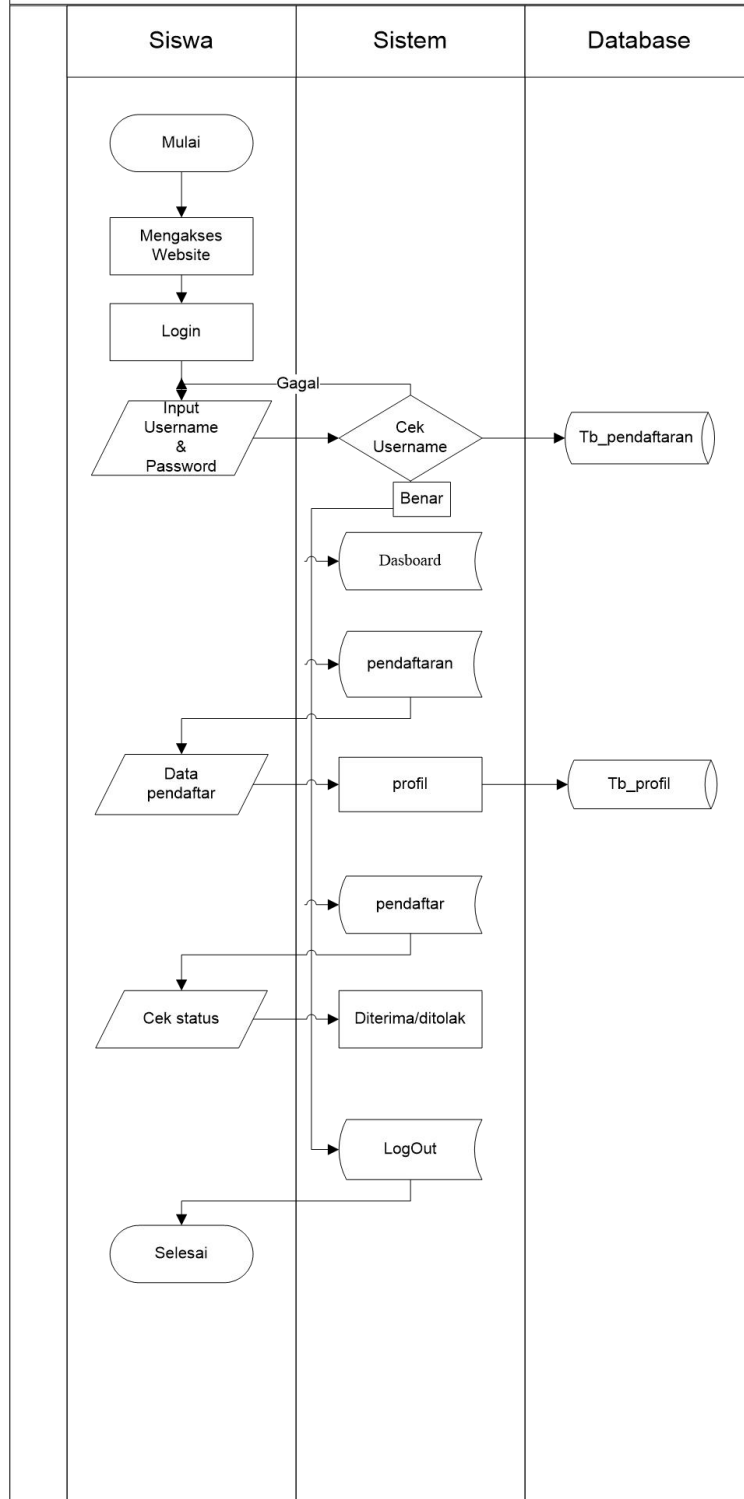 Siswa
Sistem
Database
Mulai
Mengakses
Website
Login
Gagal
Input
Username
&
Password
Cek
Username
Tb_pendaftaran
Benar
Dasboard
pendaftaran
Data
pendaftar
profil
Tb_profil
pendaftar
Cek status
Diterima/ditolak
LogOut
Selesai